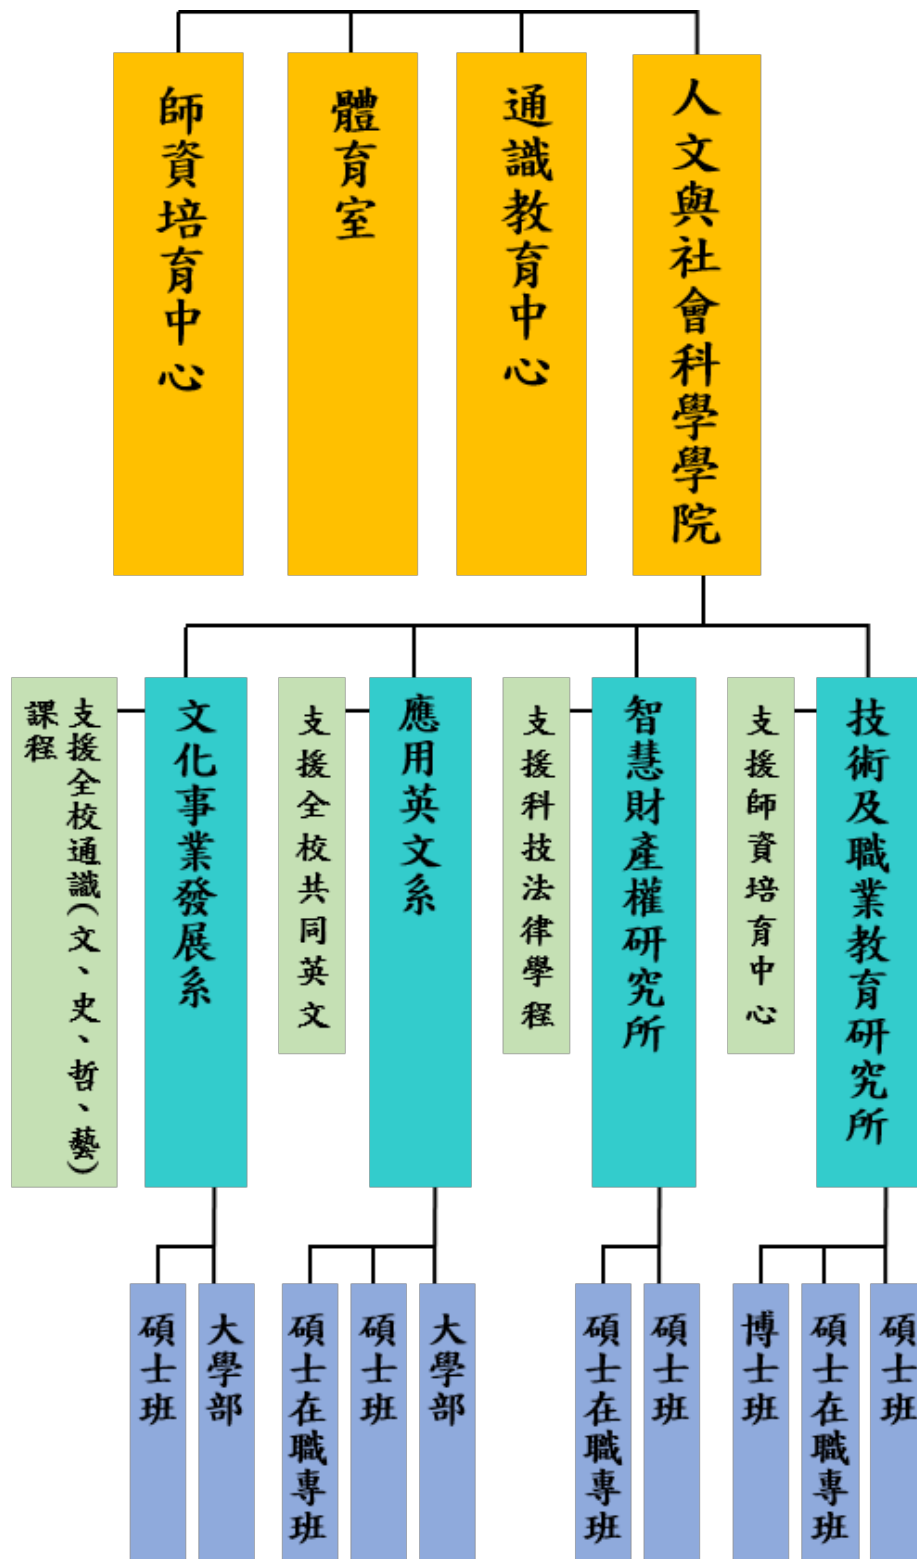 人文與社會科學學院
通識教育中心
體育室
師資培育中心
技術及職業教育研究所
支援師資培育中心
智慧財產權研究所
支援科技法律學程
應用英文系
支援全校共同英文
文化事業發展系
支援全校通識(文、史、哲、藝)
課程
碩士班
碩士在職專班
博士班
碩士班
碩士在職專班
大學部
碩士班
碩士在職專班
大學部
碩士班